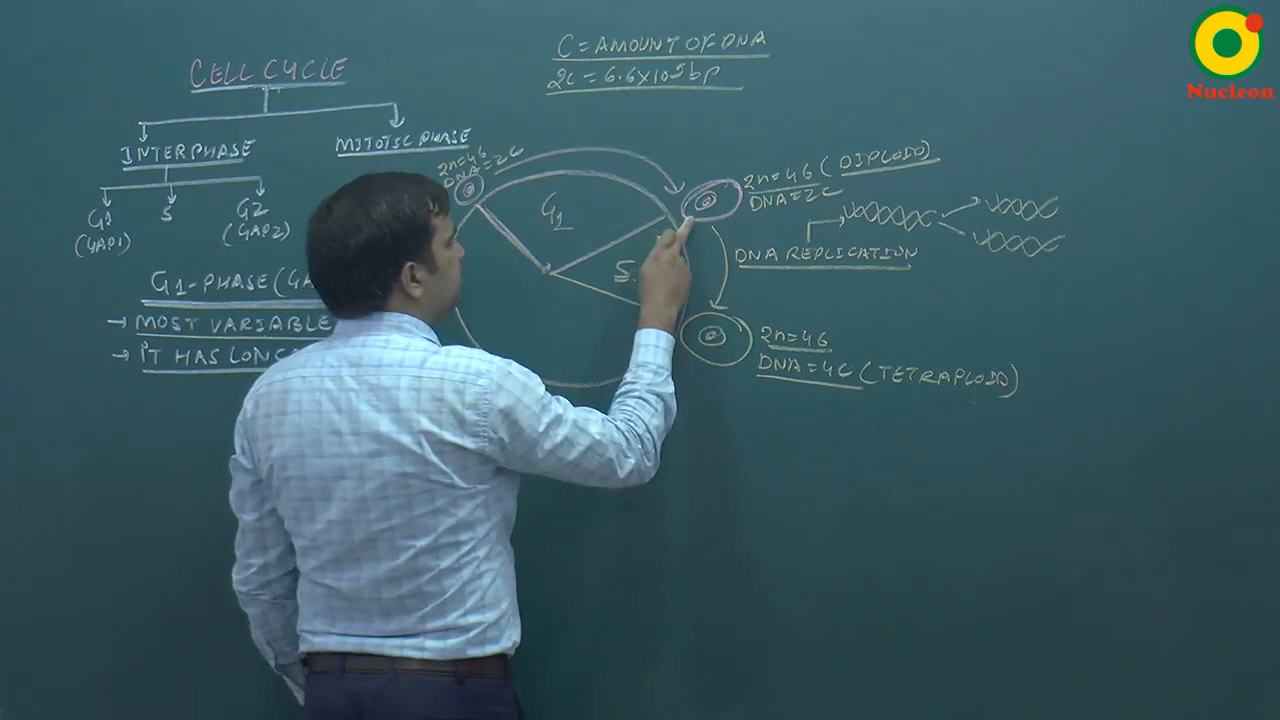 Nucleon
C = AMOUNT OF DNA
2C = 6.6X10⁹bp
CELL CYCLE
INTERPHASE
MITOTIC PHASE
G1
(GAP1)
S
G2
(GAP2)
2n=46
DNA=2C
G1
S
2n=46 (DIPLOID)
DNA=2C
DNA REPLICATION
2n=46
DNA=4C (TETRAPLOID)
G1-PHASE (GA
→ MOST VARIABLE
→ IT HAS LONG